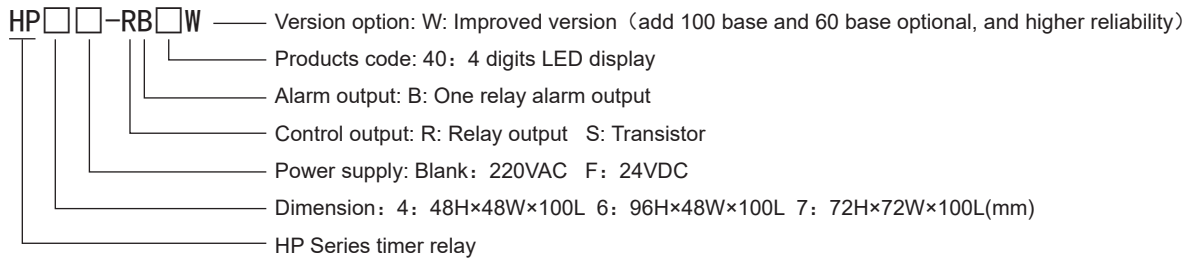 HP□□-RB□W Version option: W: Improved version（add 100 base and 60 base optional, and higher reliability）
Products code: 40：4 digits LED display
Alarm output: B: One relay alarm output
Control output: R: Relay output S: Transistor
Power supply: Blank：220VAC F：24VDC
Dimension：4：48H×48W×100L 6：96H×48W×100L 7：72H×72W×100L(mm)
HP Series timer relay